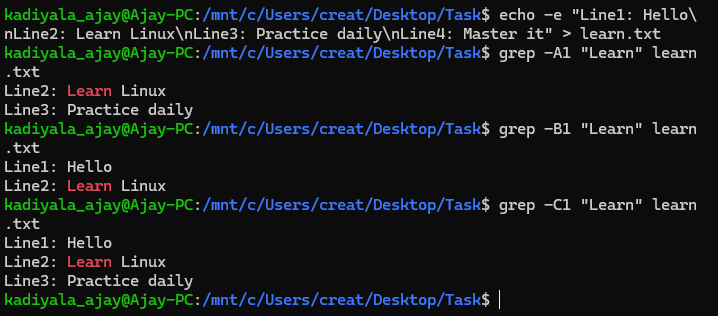 kadiyala_ajay@Ajay-PC:/mnt/c/Users/creat/Desktop/Task$ echo -e "Line1: Hello\
nLine2: Learn Linux\nLine3: Practice daily\nLine4: Master it" > learn.txt
kadiyala_ajay@Ajay-PC:/mnt/c/Users/creat/Desktop/Task$ grep -A1 "Learn" learn
.txt
Line2: Learn Linux
Line3: Practice daily
kadiyala_ajay@Ajay-PC:/mnt/c/Users/creat/Desktop/Task$ grep -B1 "Learn" learn
.txt
Line1: Hello
Line2: Learn Linux
kadiyala_ajay@Ajay-PC:/mnt/c/Users/creat/Desktop/Task$ grep -C1 "Learn" learn
.txt
Line1: Hello
Line2: Learn Linux
Line3: Practice daily
kadiyala_ajay@Ajay-PC:/mnt/c/Users/creat/Desktop/Task$